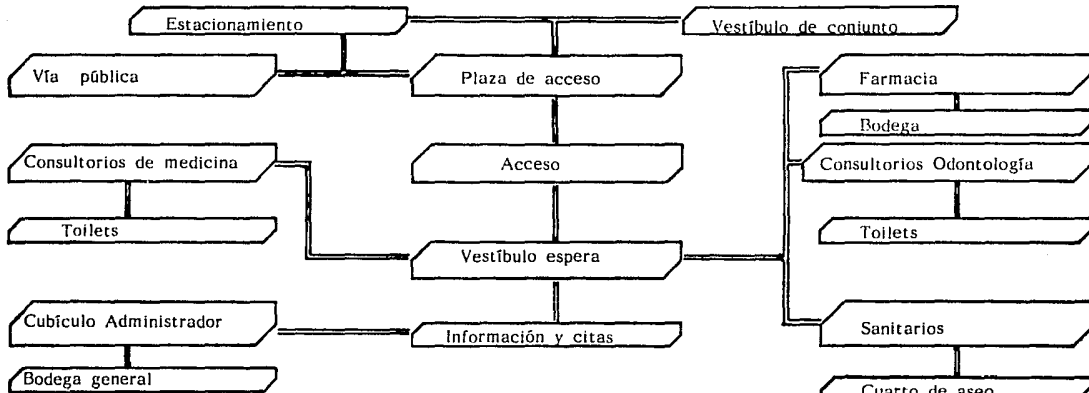 Estacionamiento
Vestíbulo de conjunto
Vía pública
Plaza de acceso
Farmacia
Bodega
Consultorios de medicina
Acceso
Consultorios Odontología
Toilets
Toilets
Vestíbulo espera
Cubículo Administrador
Información y citas
Sanitarios
Bodega general
Cuarto de aseo